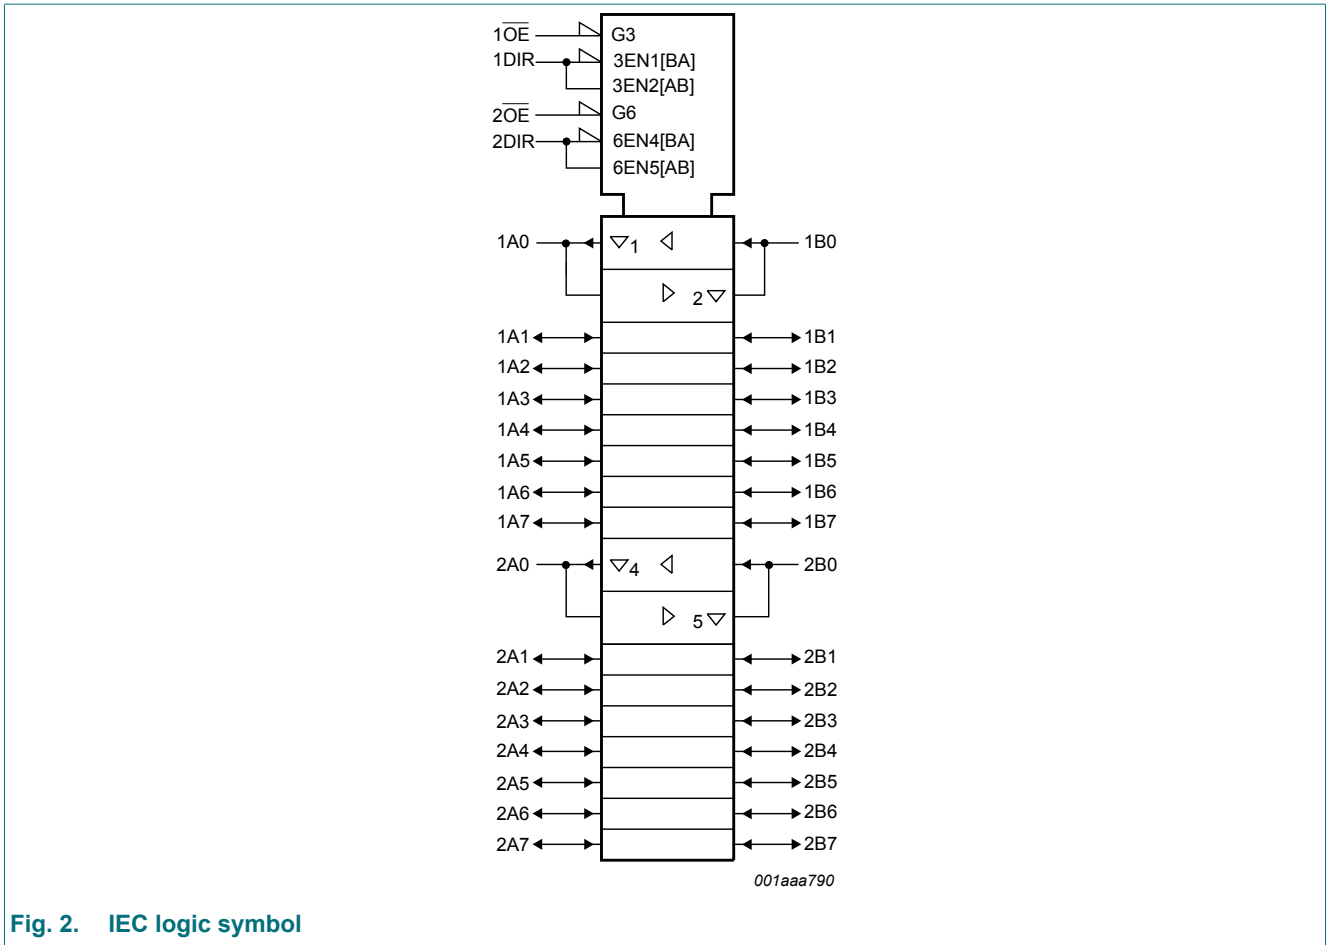 1OE G3
1DIR 3EN1[BA]
3EN2[AB]
2OE G6
2DIR 6EN4[BA]
6EN5[AB]
1A0 1 1B0
2
1A1 1B1
1A2 1B2
1A3 1B3
1A4 1B4
1A5 1B5
1A6 1B6
1A7 1B7
2A0 4 2B0
5
2A1 2B1
2A2 2B2
2A3 2B3
2A4 2B4
2A5 2B5
2A6 2B6
2A7 2B7
001aaa790
Fig. 2. IEC logic symbol